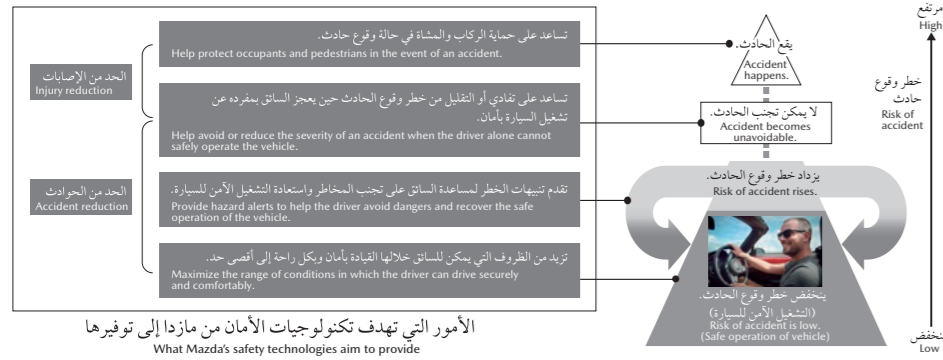 تساعد على حماية الركاب والمشاة في حالة وقوع حادث.
Help protect occupants and pedestrians in the event of an accident.
الحد من الإصابات
Injury reduction
تساعد على تفادي أو التقليل من خطر وقوع الحادث حين يعجز السائق بمفرده عن
تشغيل السيارة بأمان.
Help avoid or reduce the severity of an accident when the driver alone cannot
safely operate the vehicle.
الحد من الحوادث
Accident reduction
تقدم تنبيهات الخطر لمساعدة السائق على تجنب المخاطر واستعادة التشغيل الآمن للسيارة.
Provide hazard alerts to help the driver avoid dangers and recover the safe
operation of the vehicle.
تزيد من الظروف التي يمكن للسائق خلالها القيادة بأمان وبكل راحة إلى أقصى حد.
Maximize the range of conditions in which the driver can drive securely
and comfortably.
الأمور التي تهدف تكنولوجيات الأمان من مازدا إلى توفيرها
What Mazda's safety technologies aim to provide
يقع الحادث.
Accident
happens.
لا يمكن تجنب الحادث.
Accident becomes
unavoidable.
يزداد خطر وقوع الحادث.
Risk of accident rises.
ينخفض خطر وقوع الحادث.
(التشغيل الآمن للسيارة)
Risk of accident is low.
(Safe operation of vehicle)
مرتفع
High
خطر وقوع
حادث
Risk of
accident
منخفض
Low